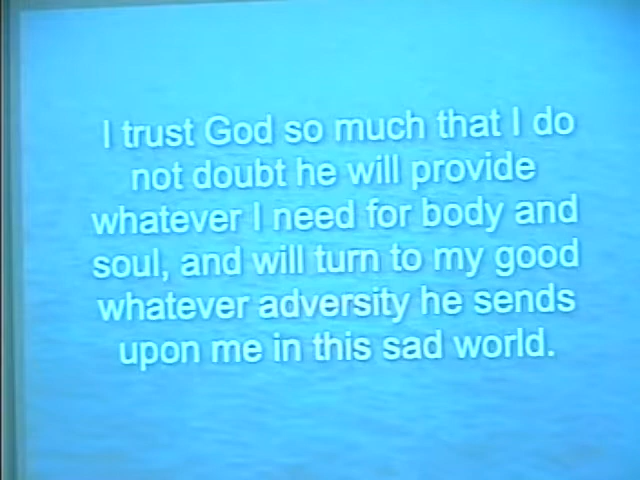 I trust God so much that I do
not doubt he will provide
whatever I need for body and
soul, and will turn to my good
whatever adversity he sends
upon me in this sad world.